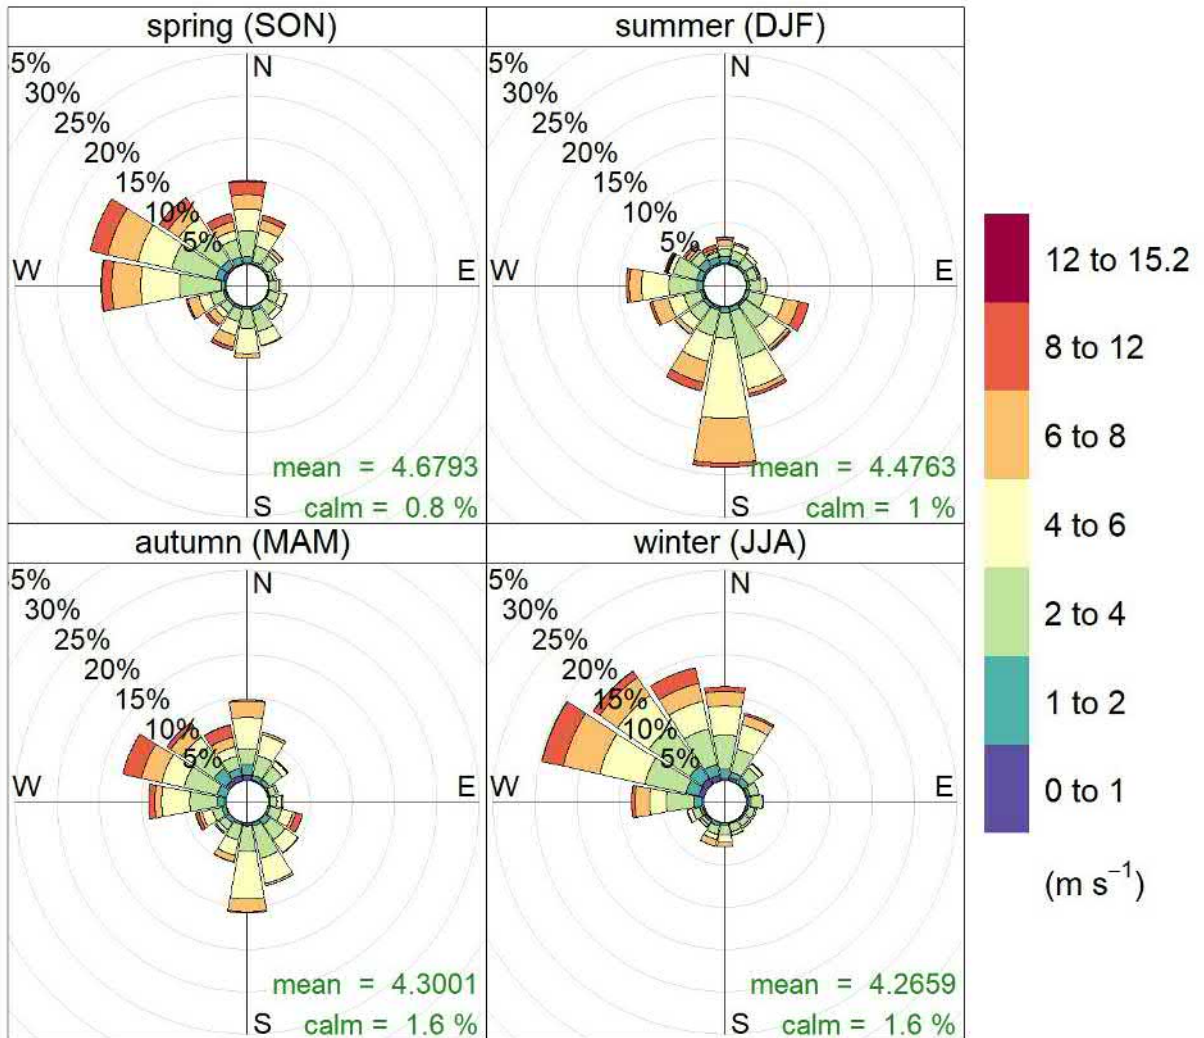 spring (SON)
5%
30%
25%
20%
15%
10%
5%
N
W
E
S
mean = 4.6793
calm = 0.8 %
summer (DJF)
5%
30%
25%
20%
15%
10%
5%
N
W
E
S
mean = 4.4763
calm = 1 %
autumn (MAM)
5%
30%
25%
20%
15%
10%
5%
N
W
E
S
mean = 4.3001
calm = 1.6 %
winter (JJA)
5%
30%
25%
20%
15%
10%
5%
N
W
E
S
mean = 4.2659
calm = 1.6 %
12 to 15.2
8 to 12
6 to 8
4 to 6
2 to 4
1 to 2
0 to 1
(m s⁻¹)